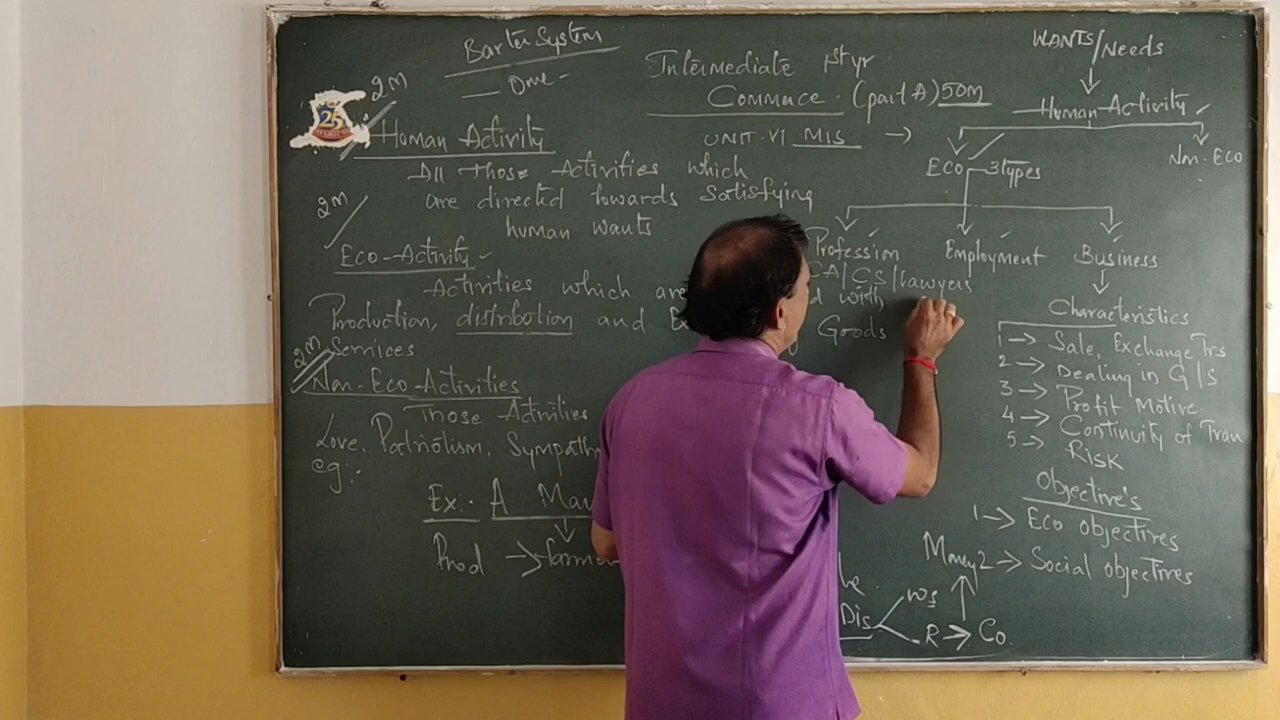 Barter System
2M
Human Activity
All those Activities which
are directed towards Satisfying
human wants
2M
Eco-Activity
Activities which are
with
Production, distribution and
Goods
Services
2M
Non-Eco-Activities
Those Activities
Love, Patriotism, Sympath
eg:
Ex: A Man
Prod → farm
Intermediate 1st yr
Commerce (part A) 50M
UNIT-VI MIS →
WANTS/Needs
Human Activity
Eco 3types
Non-Eco
Profession Employment Business
CA/CS/Lawyers
Characteristics
1 → Sale, Exchange Trs
2 → Dealing in G/S
3 → Profit Motive
4 → Continuity of Tran
5 → Risk
Objective's
1 → Eco objectives
2 → Social objectives
Money
Dis
WS
R → Co.
25